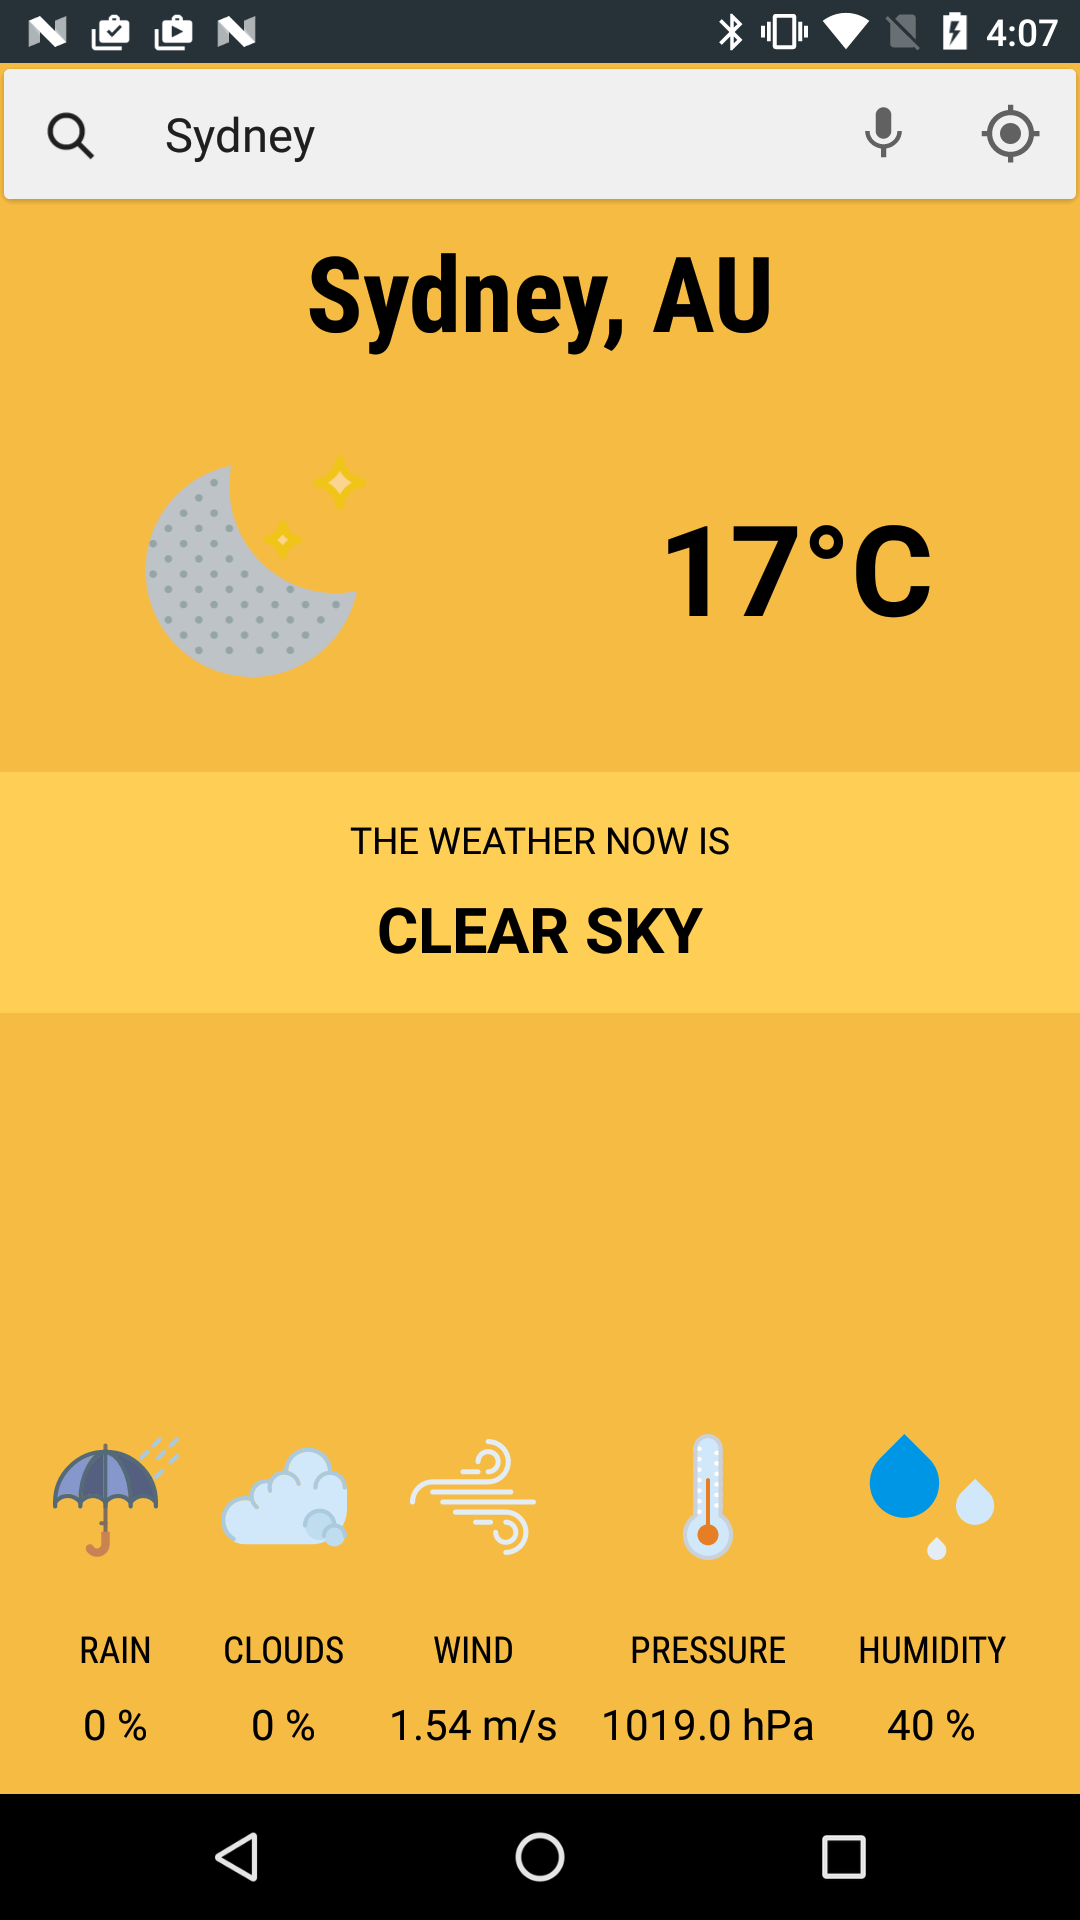 4:07
Sydney
Sydney, AU
17°C
THE WEATHER NOW IS
CLEAR SKY
RAIN CLOUDS WIND PRESSURE HUMIDITY
0 % 0 % 1.54 m/s 1019.0 hPa 40 %